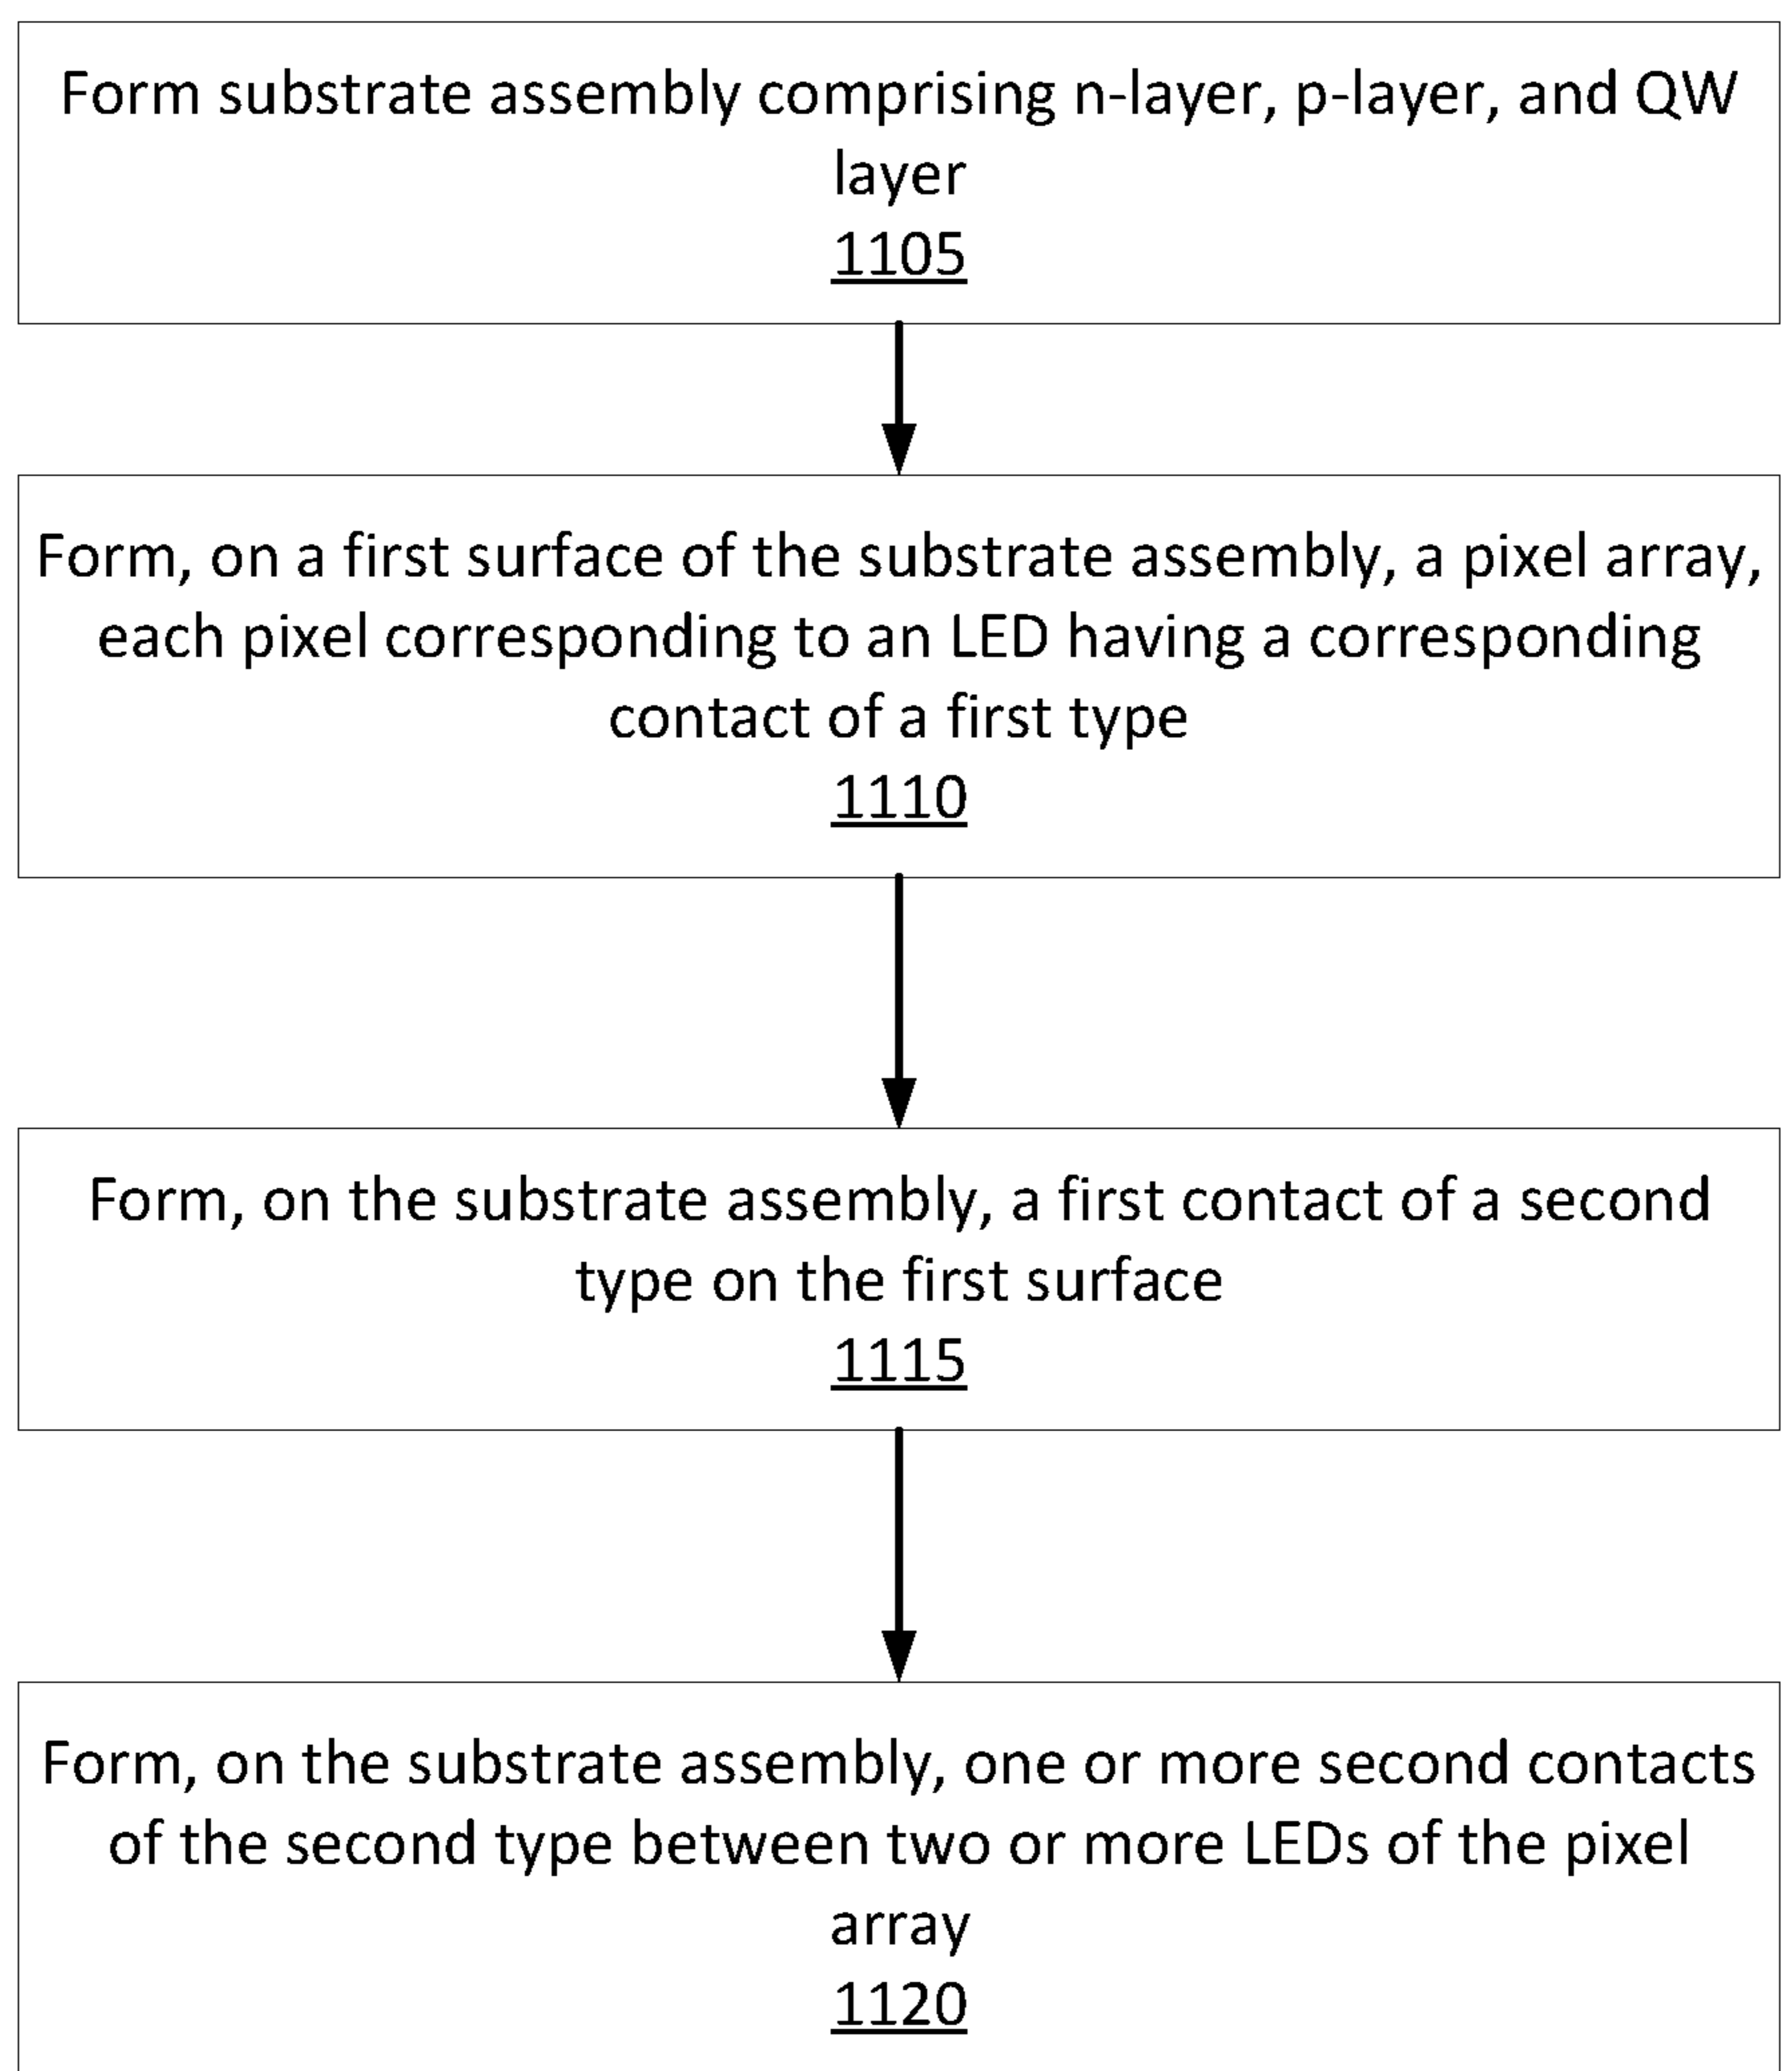 Form substrate assembly comprising n-layer, p-layer, and QW
layer
1105
Form, on a first surface of the substrate assembly, a pixel array,
each pixel corresponding to an LED having a corresponding
contact of a first type
1110
Form, on the substrate assembly, a first contact of a second
type on the first surface
1115
Form, on the substrate assembly, one or more second contacts
of the second type between two or more LEDs of the pixel
array
1120